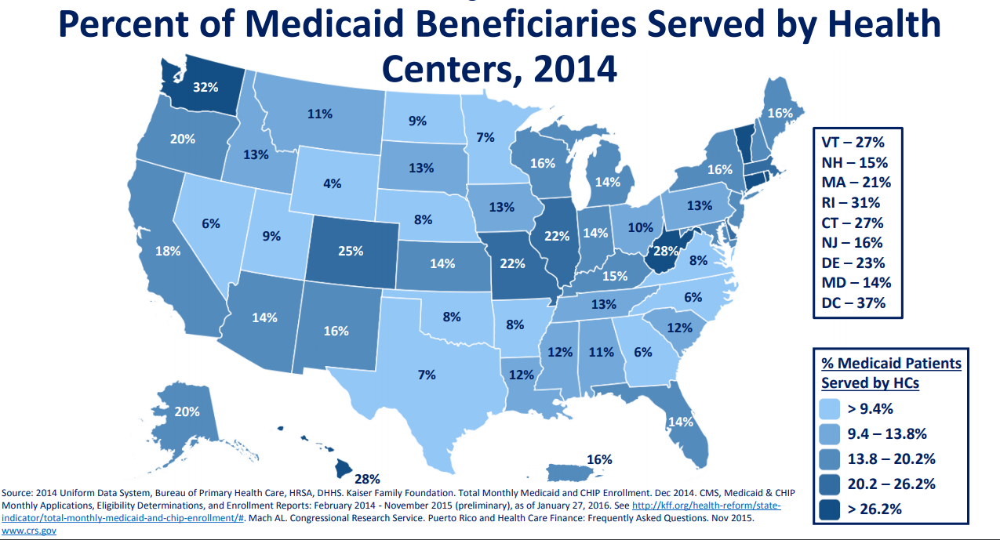 Percent of Medicaid Beneficiaries Served by Health
Centers, 2014
32%
11%
9%
7%
16%
20%
13%
13%
16%
16%
4%
14%
13%
13%
6%
9%
8%
10%
25%
22%
14%
28%
18%
14%
22%
8%
15%
14%
16%
8%
8%
13%
6%
12%
7%
12%
12%
11%
6%
20%
14%
28%
16%
VT – 27%
NH – 15%
MA – 21%
RI – 31%
CT – 27%
NJ – 16%
DE – 23%
MD – 14%
DC – 37%
% Medicaid Patients
Served by HCs
> 9.4%
9.4 – 13.8%
13.8 – 20.2%
20.2 – 26.2%
> 26.2%
Source: 2014 Uniform Data System, Bureau of Primary Health Care, HRSA, DHHS. Kaiser Family Foundation. Total Monthly Medicaid and CHIP Enrollment. Dec 2014. CMS, Medicaid & CHIP
Monthly Applications, Eligibility Determinations, and Enrollment Reports: February 2014 - November 2015 (preliminary), as of January 27, 2016. See http://kff.org/health-reform/state-
indicator/total-monthly-medicaid-and-chip-enrollment/#. Mach AL. Congressional Research Service. Puerto Rico and Health Care Finance: Frequently Asked Questions. Nov 2015.
www.crs.gov